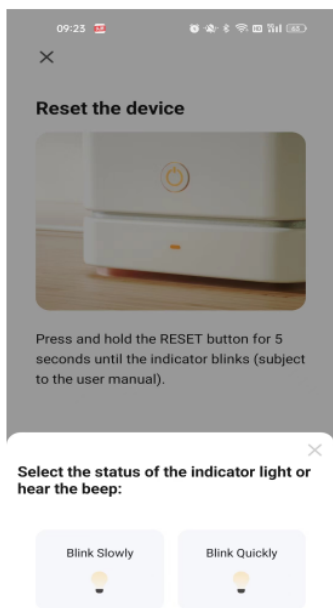 09:23
Reset the device
Press and hold the RESET button for 5
seconds until the indicator blinks (subject
to the user manual).
Select the status of the indicator light or
hear the beep:
Blink Slowly
Blink Quickly